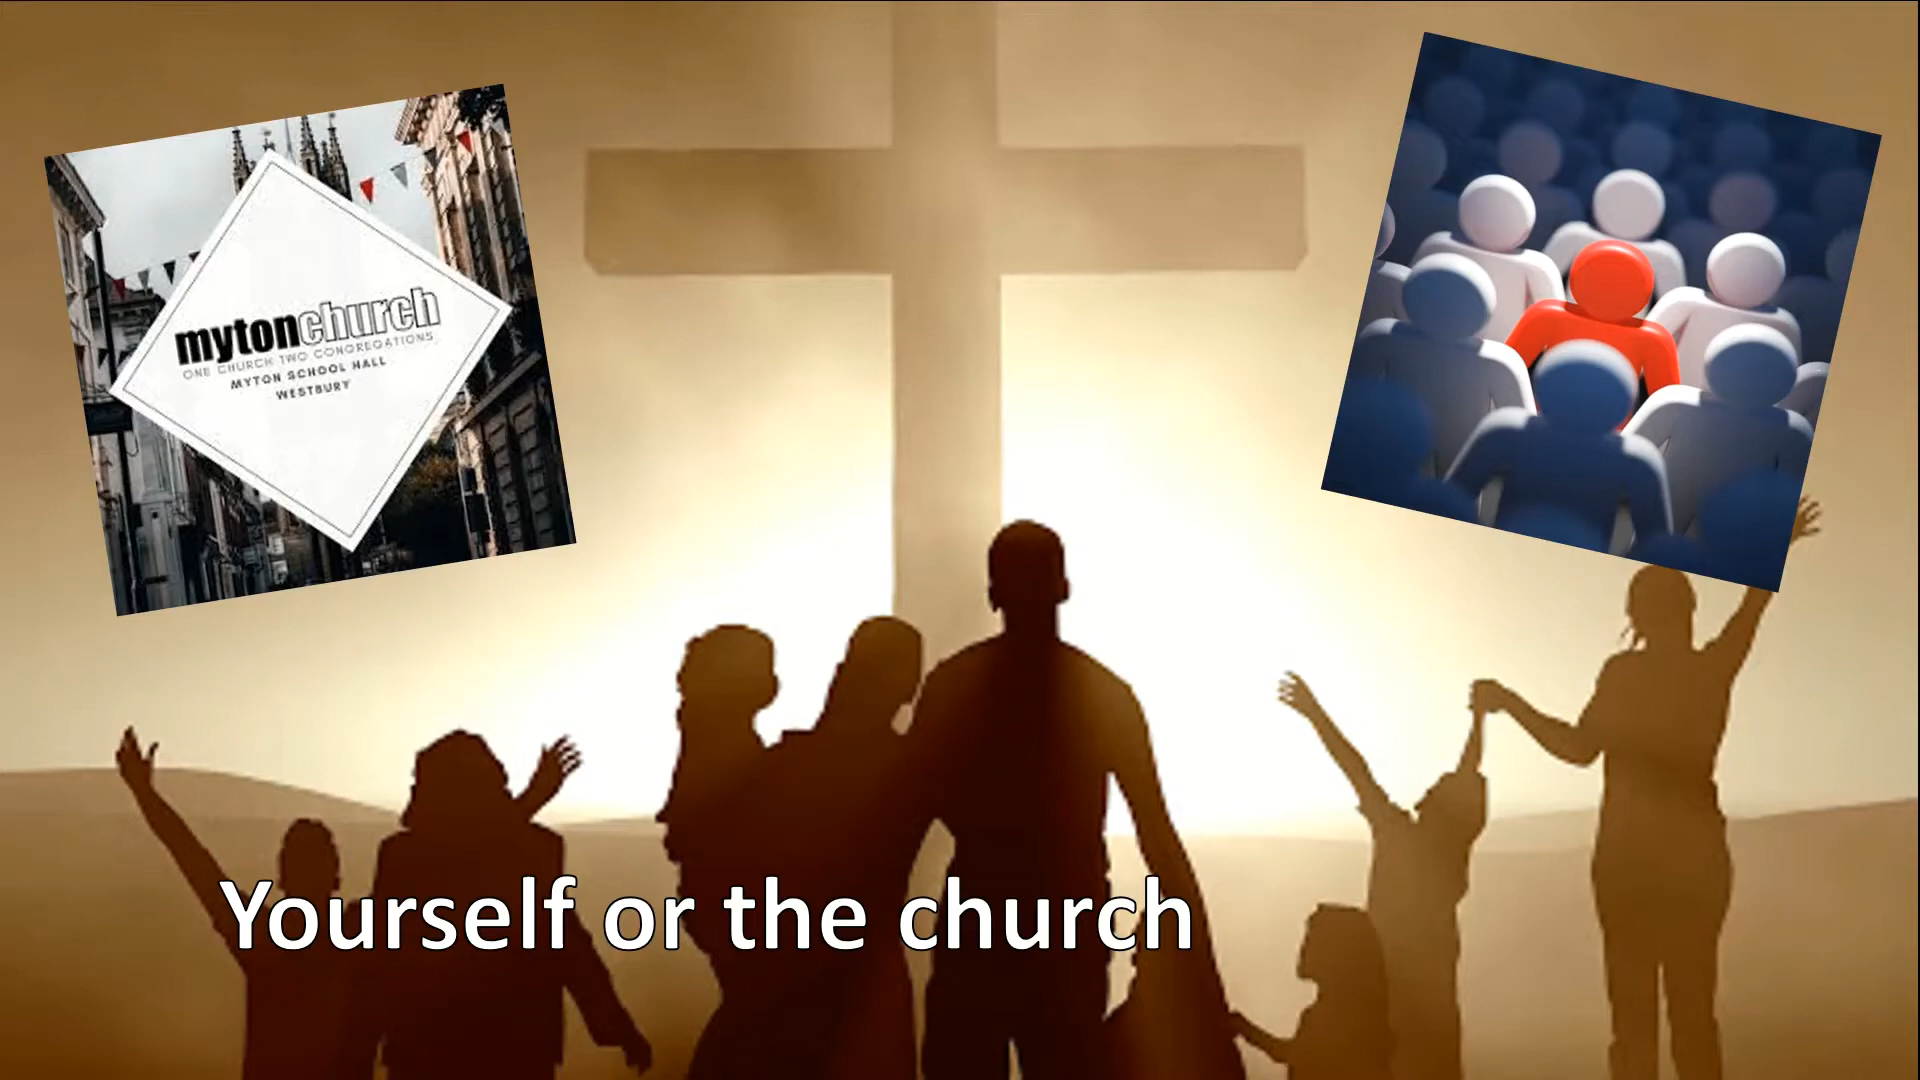 mytonchurch
ONE CHURCH TWO CONGREGATIONS
MYTON SCHOOL HALL
WESTBURY
Yourself or the church